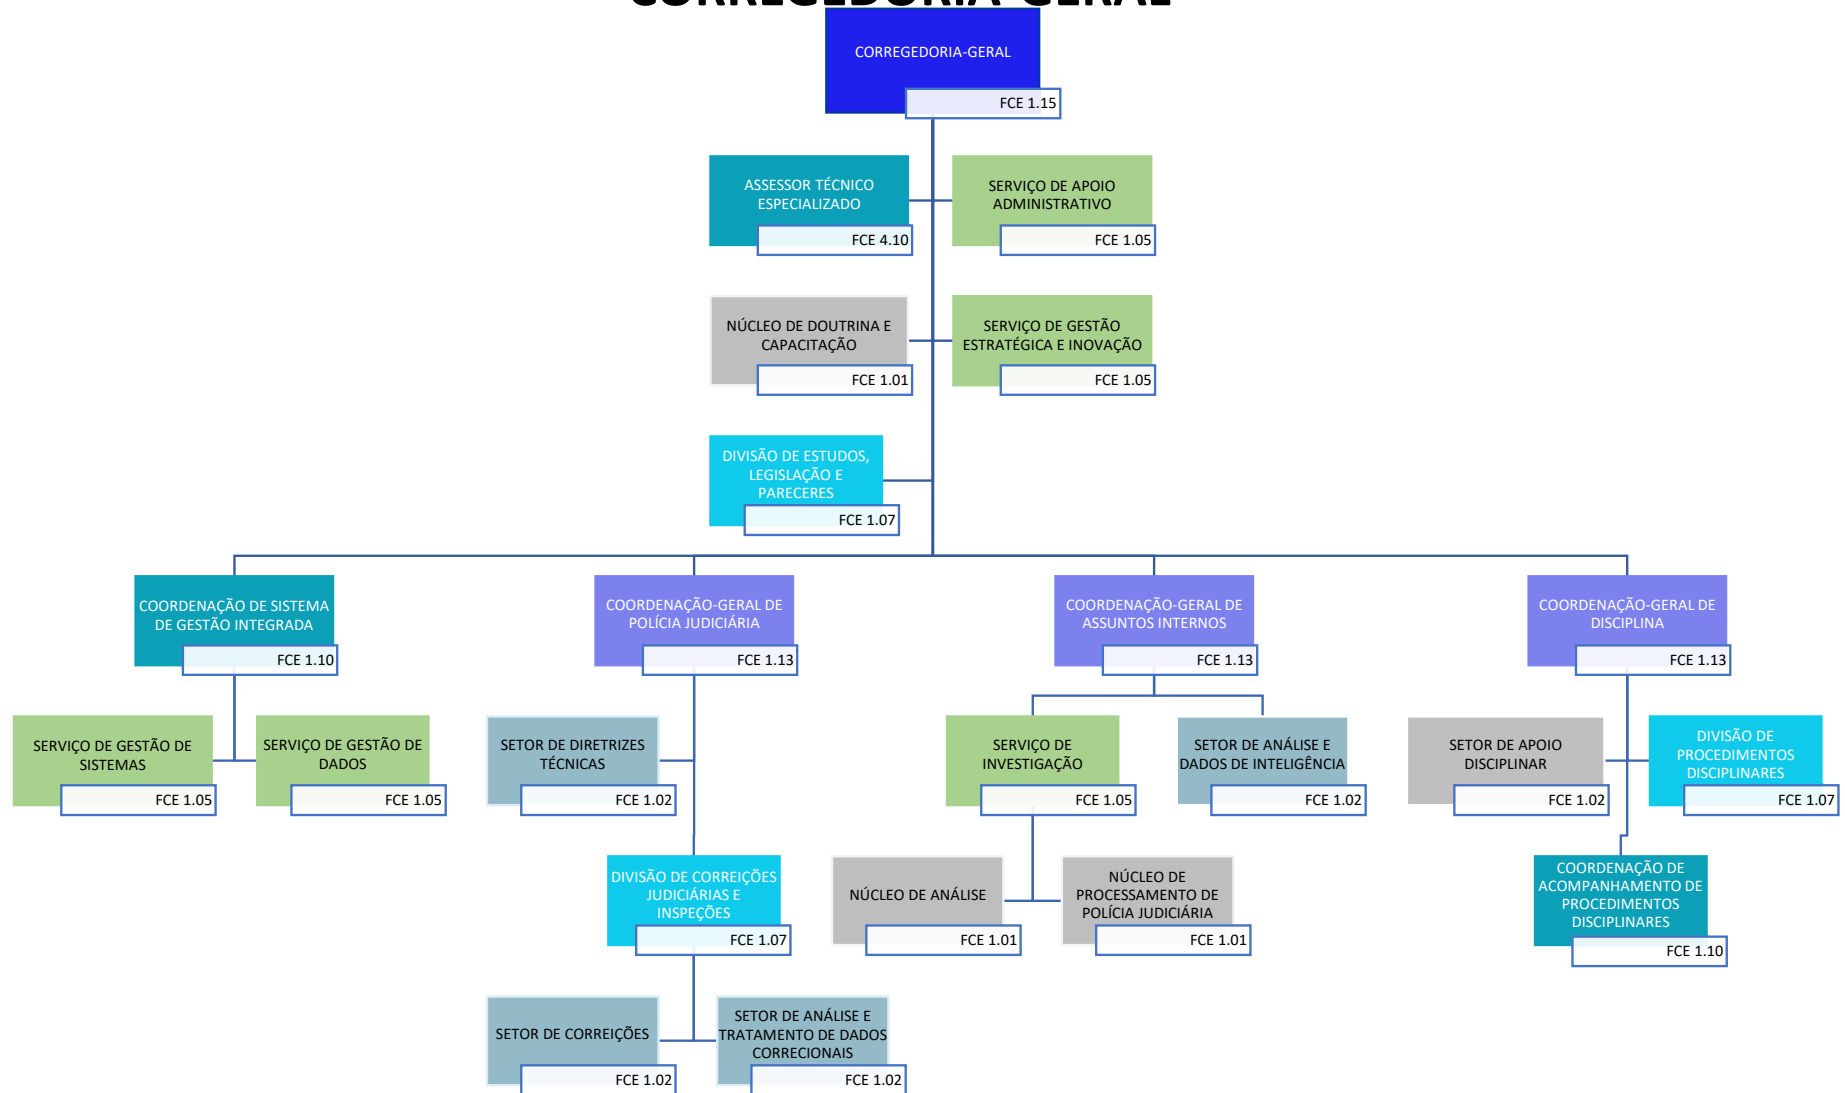 CORREGEDORIA-GERAL
CORREGEDORIA-GERAL
FCE 1.15
ASSESSOR TÉCNICO
ESPECIALIZADO
FCE 4.10
SERVIÇO DE APOIO
ADMINISTRATIVO
FCE 1.05
NÚCLEO DE DOUTRINA E
CAPACITAÇÃO
FCE 1.01
SERVIÇO DE GESTÃO
ESTRATÉGICA E INOVAÇÃO
FCE 1.05
DIVISÃO DE ESTUDOS,
LEGISLAÇÃO E
PARECERES
FCE 1.07
COORDENAÇÃO DE SISTEMA
DE GESTÃO INTEGRADA
FCE 1.10
COORDENAÇÃO-GERAL DE
POLÍCIA JUDICIÁRIA
FCE 1.13
COORDENAÇÃO-GERAL DE
ASSUNTOS INTERNOS
FCE 1.13
COORDENAÇÃO-GERAL DE
DISCIPLINA
FCE 1.13
SERVIÇO DE GESTÃO DE
SISTEMAS
FCE 1.05
SERVIÇO DE GESTÃO DE
DADOS
FCE 1.05
SETOR DE DIRETRIZES
TÉCNICAS
FCE 1.02
SERVIÇO DE
INVESTIGAÇÃO
FCE 1.05
SETOR DE ANÁLISE E
DADOS DE INTELIGÊNCIA
FCE 1.02
SETOR DE APOIO
DISCIPLINAR
FCE 1.02
DIVISÃO DE
PROCEDIMENTOS
DISCIPLINARES
FCE 1.07
DIVISÃO DE CORREIÇÕES
JUDICIÁRIAS E
INSPEÇÕES
FCE 1.07
NÚCLEO DE ANÁLISE
FCE 1.01
NÚCLEO DE
PROCESSAMENTO DE
POLÍCIA JUDICIÁRIA
FCE 1.01
COORDENAÇÃO DE
ACOMPANHAMENTO DE
PROCEDIMENTOS
DISCIPLINARES
FCE 1.10
SETOR DE CORREIÇÕES
FCE 1.02
SETOR DE ANÁLISE E
TRATAMENTO DE DADOS
CORRECIONAIS
FCE 1.02